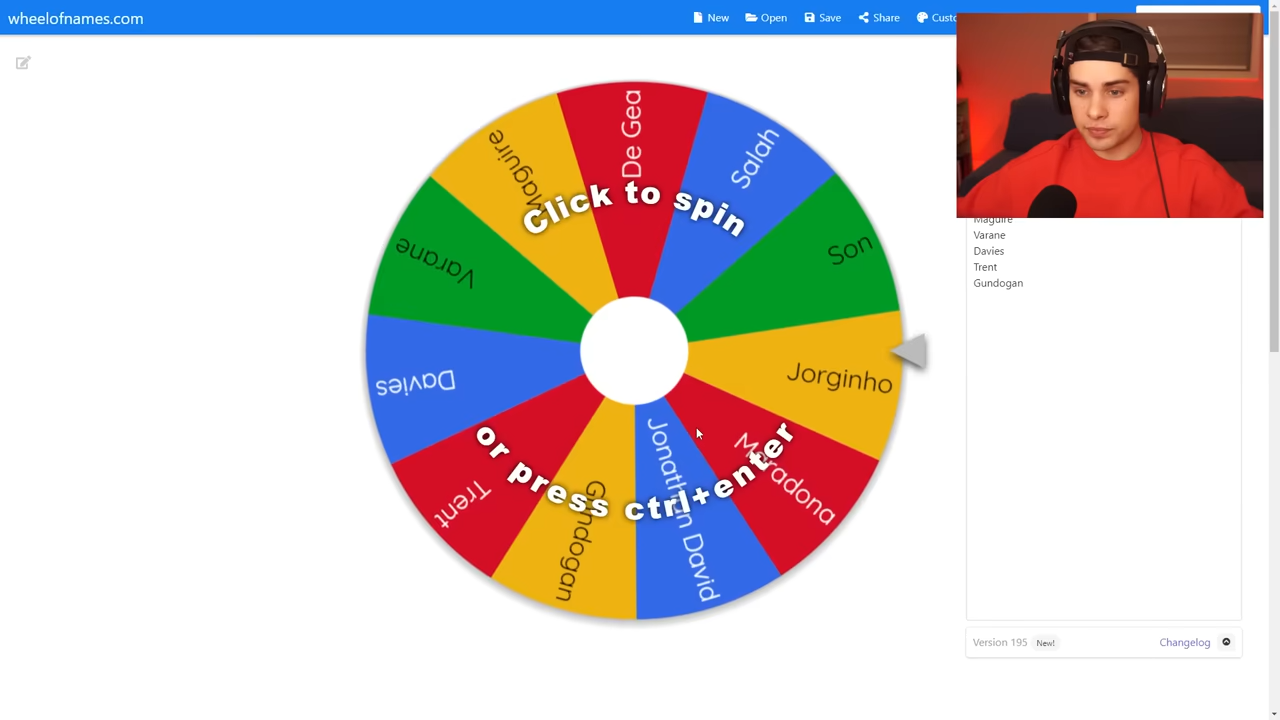 wheelofnames.com
New
Open
Save
Share
De Gea
Salah
Son
Jorginho
Maradona
Jonathan David
Gundogan
Trent
Davies
Varane
Maguire
Click to spin
or press ctrl+enter
Maguire
Varane
Davies
Trent
Gundogan
Version 195 New!
Changelog